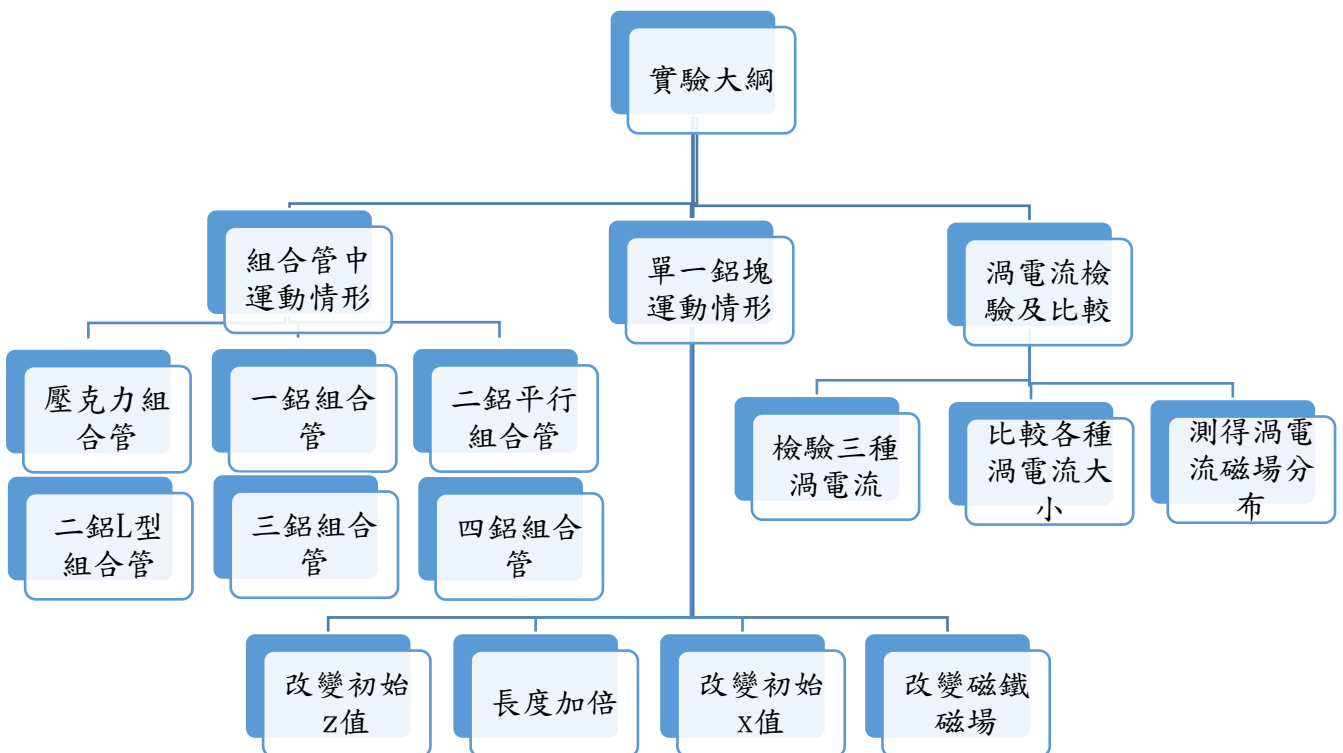 實驗大綱
組合管中
運動情形
單一鋁塊
運動情形
渦電流檢
驗及比較
壓克力組
合管
一鋁組合
管
二鋁平行
組合管
二鋁L型
組合管
三鋁組合
管
四鋁組合
管
檢驗三種
渦電流
比較各種
渦電流大
小
測得渦電
流磁場分
布
改變初始
z值
長度加倍
改變初始
x值
改變磁鐵
磁場